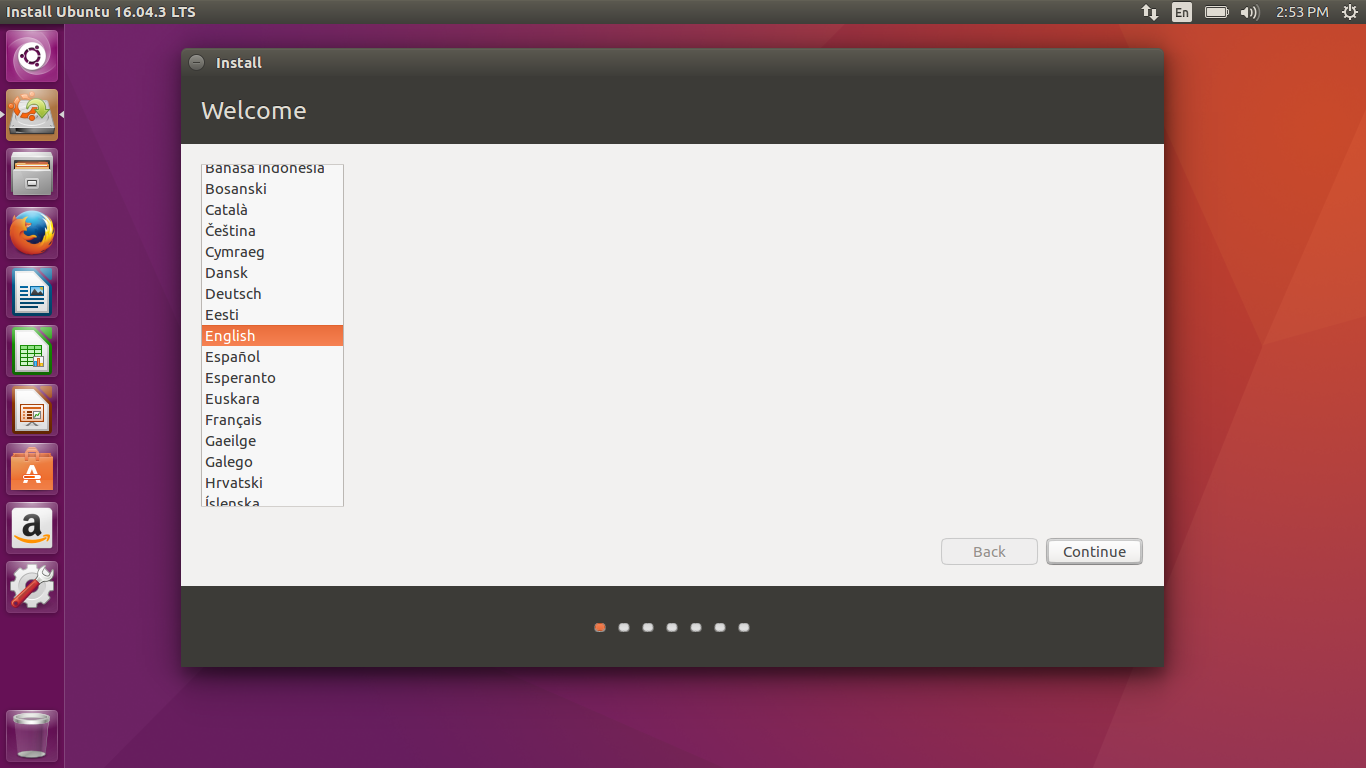 Install Ubuntu 16.04.3 LTS
En
2:53 PM
Install
Welcome
Bahasa Indonesia
Bosanski
Català
Čeština
Cymraeg
Dansk
Deutsch
Eesti
English
Español
Esperanto
Euskara
Français
Gaeilge
Galego
Hrvatski
Íslenska
Back
Continue